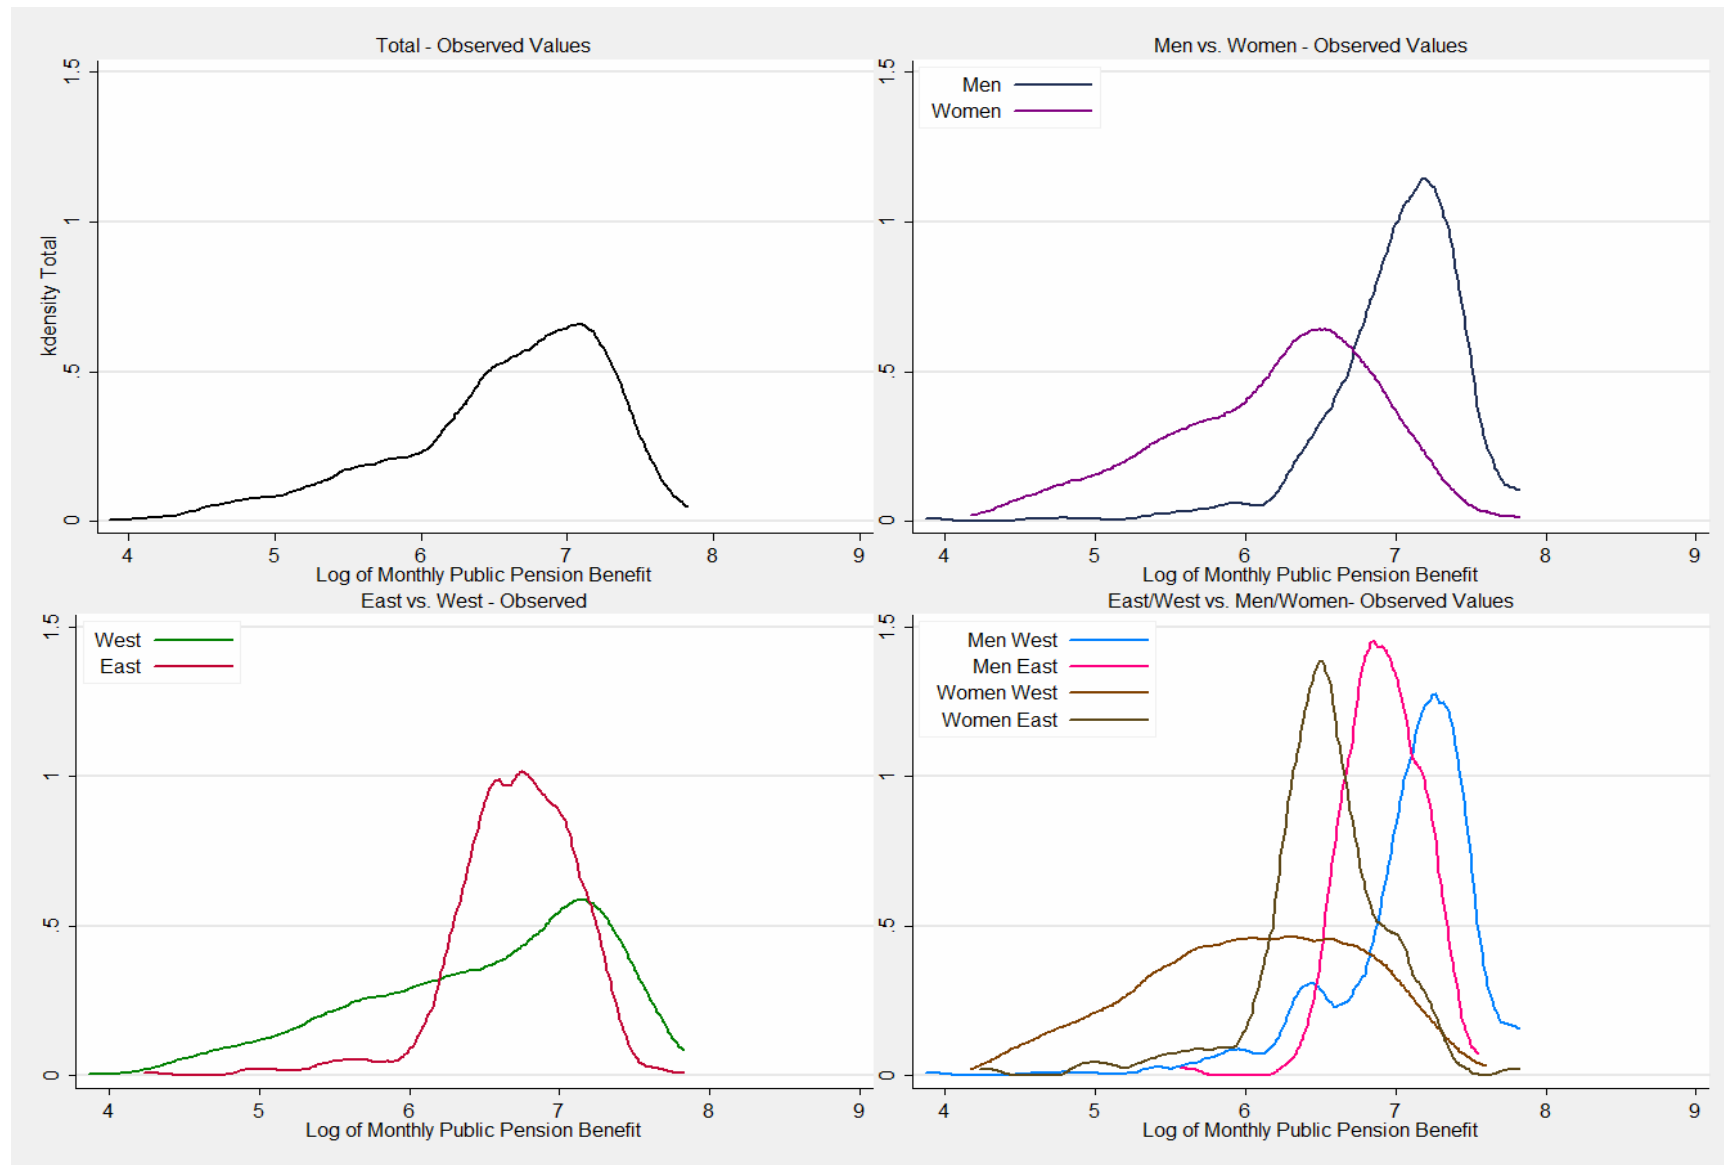 Total - Observed Values
1.5
1
.5
0
kdensity Total
4 5 6 7 8 9
Log of Monthly Public Pension Benefit
Men vs. Women - Observed Values
Men
Women
1.5
1
.5
0
4 5 6 7 8 9
Log of Monthly Public Pension Benefit
East vs. West - Observed
West
East
1.5
1
.5
0
4 5 6 7 8 9
Log of Monthly Public Pension Benefit
East/West vs. Men/Women- Observed Values
Men West
Men East
Women West
Women East
1.5
1
.5
0
4 5 6 7 8 9
Log of Monthly Public Pension Benefit